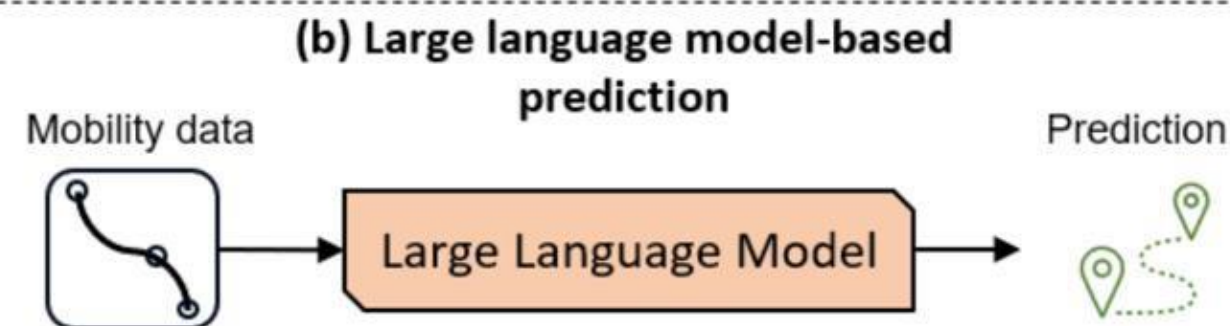 (b) Large language model-based
prediction
Mobility data
Prediction
Large Language Model